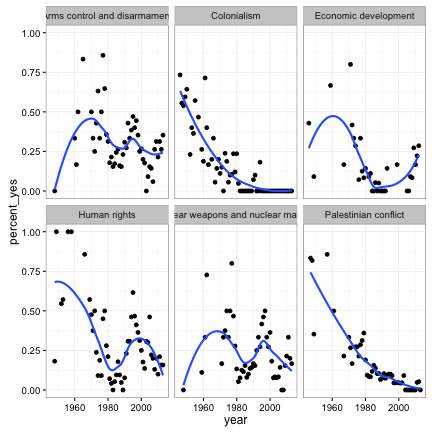 Arms control and disarmamen
Colonialism
Economic development
1.00
0.75
0.50
0.25
0.00
Human rights
ear weapons and nuclear ma
Palestinian conflict
1.00
0.75
0.50
0.25
0.00
percent_yes
1960 1980 2000
1960 1980 2000
1960 1980 2000
year